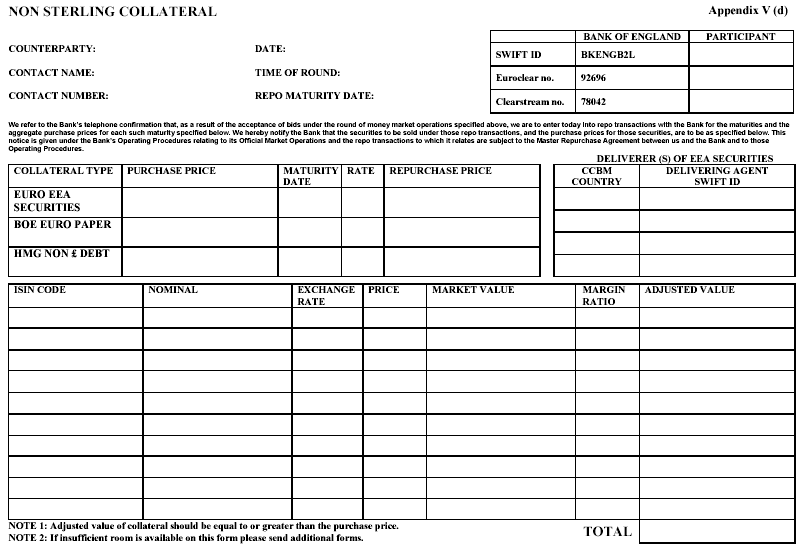 NON STERLING COLLATERAL
Appendix V (d)
COUNTERPARTY:
DATE:
CONTACT NAME:
TIME OF ROUND:
CONTACT NUMBER:
REPO MATURITY DATE:
BANK OF ENGLAND PARTICIPANT
SWIFT ID BKENGB2L
Euroclear no. 92696
Clearstream no. 78042
We refer to the Bank's telephone confirmation that, as a result of the acceptance of bids under the round of money market operations specified above, we are to enter today into repo transactions with the Bank for the maturities and the
aggregate purchase prices for each such maturity specified below. We hereby notify the Bank that the securities to be sold under those repo transactions, and the purchase prices for those securities, are to be as specified below. This
notice is given under the Bank's Operating Procedures relating to its Official Market Operations and the repo transactions to which it relates are subject to the Master Repurchase Agreement between us and the Bank and to those
Operating Procedures.
COLLATERAL TYPE PURCHASE PRICE MATURITY RATE REPURCHASE PRICE
DATE
EURO EEA
SECURITIES
BOE EURO PAPER
HMG NON £ DEBT
DELIVERER (S) OF EEA SECURITIES
CCBM DELIVERING AGENT
COUNTRY SWIFT ID
ISIN CODE NOMINAL EXCHANGE PRICE MARKET VALUE MARGIN ADJUSTED VALUE
RATE RATIO
NOTE 1: Adjusted value of collateral should be equal to or greater than the purchase price.
NOTE 2: If insufficient room is available on this form please send additional forms.
TOTAL